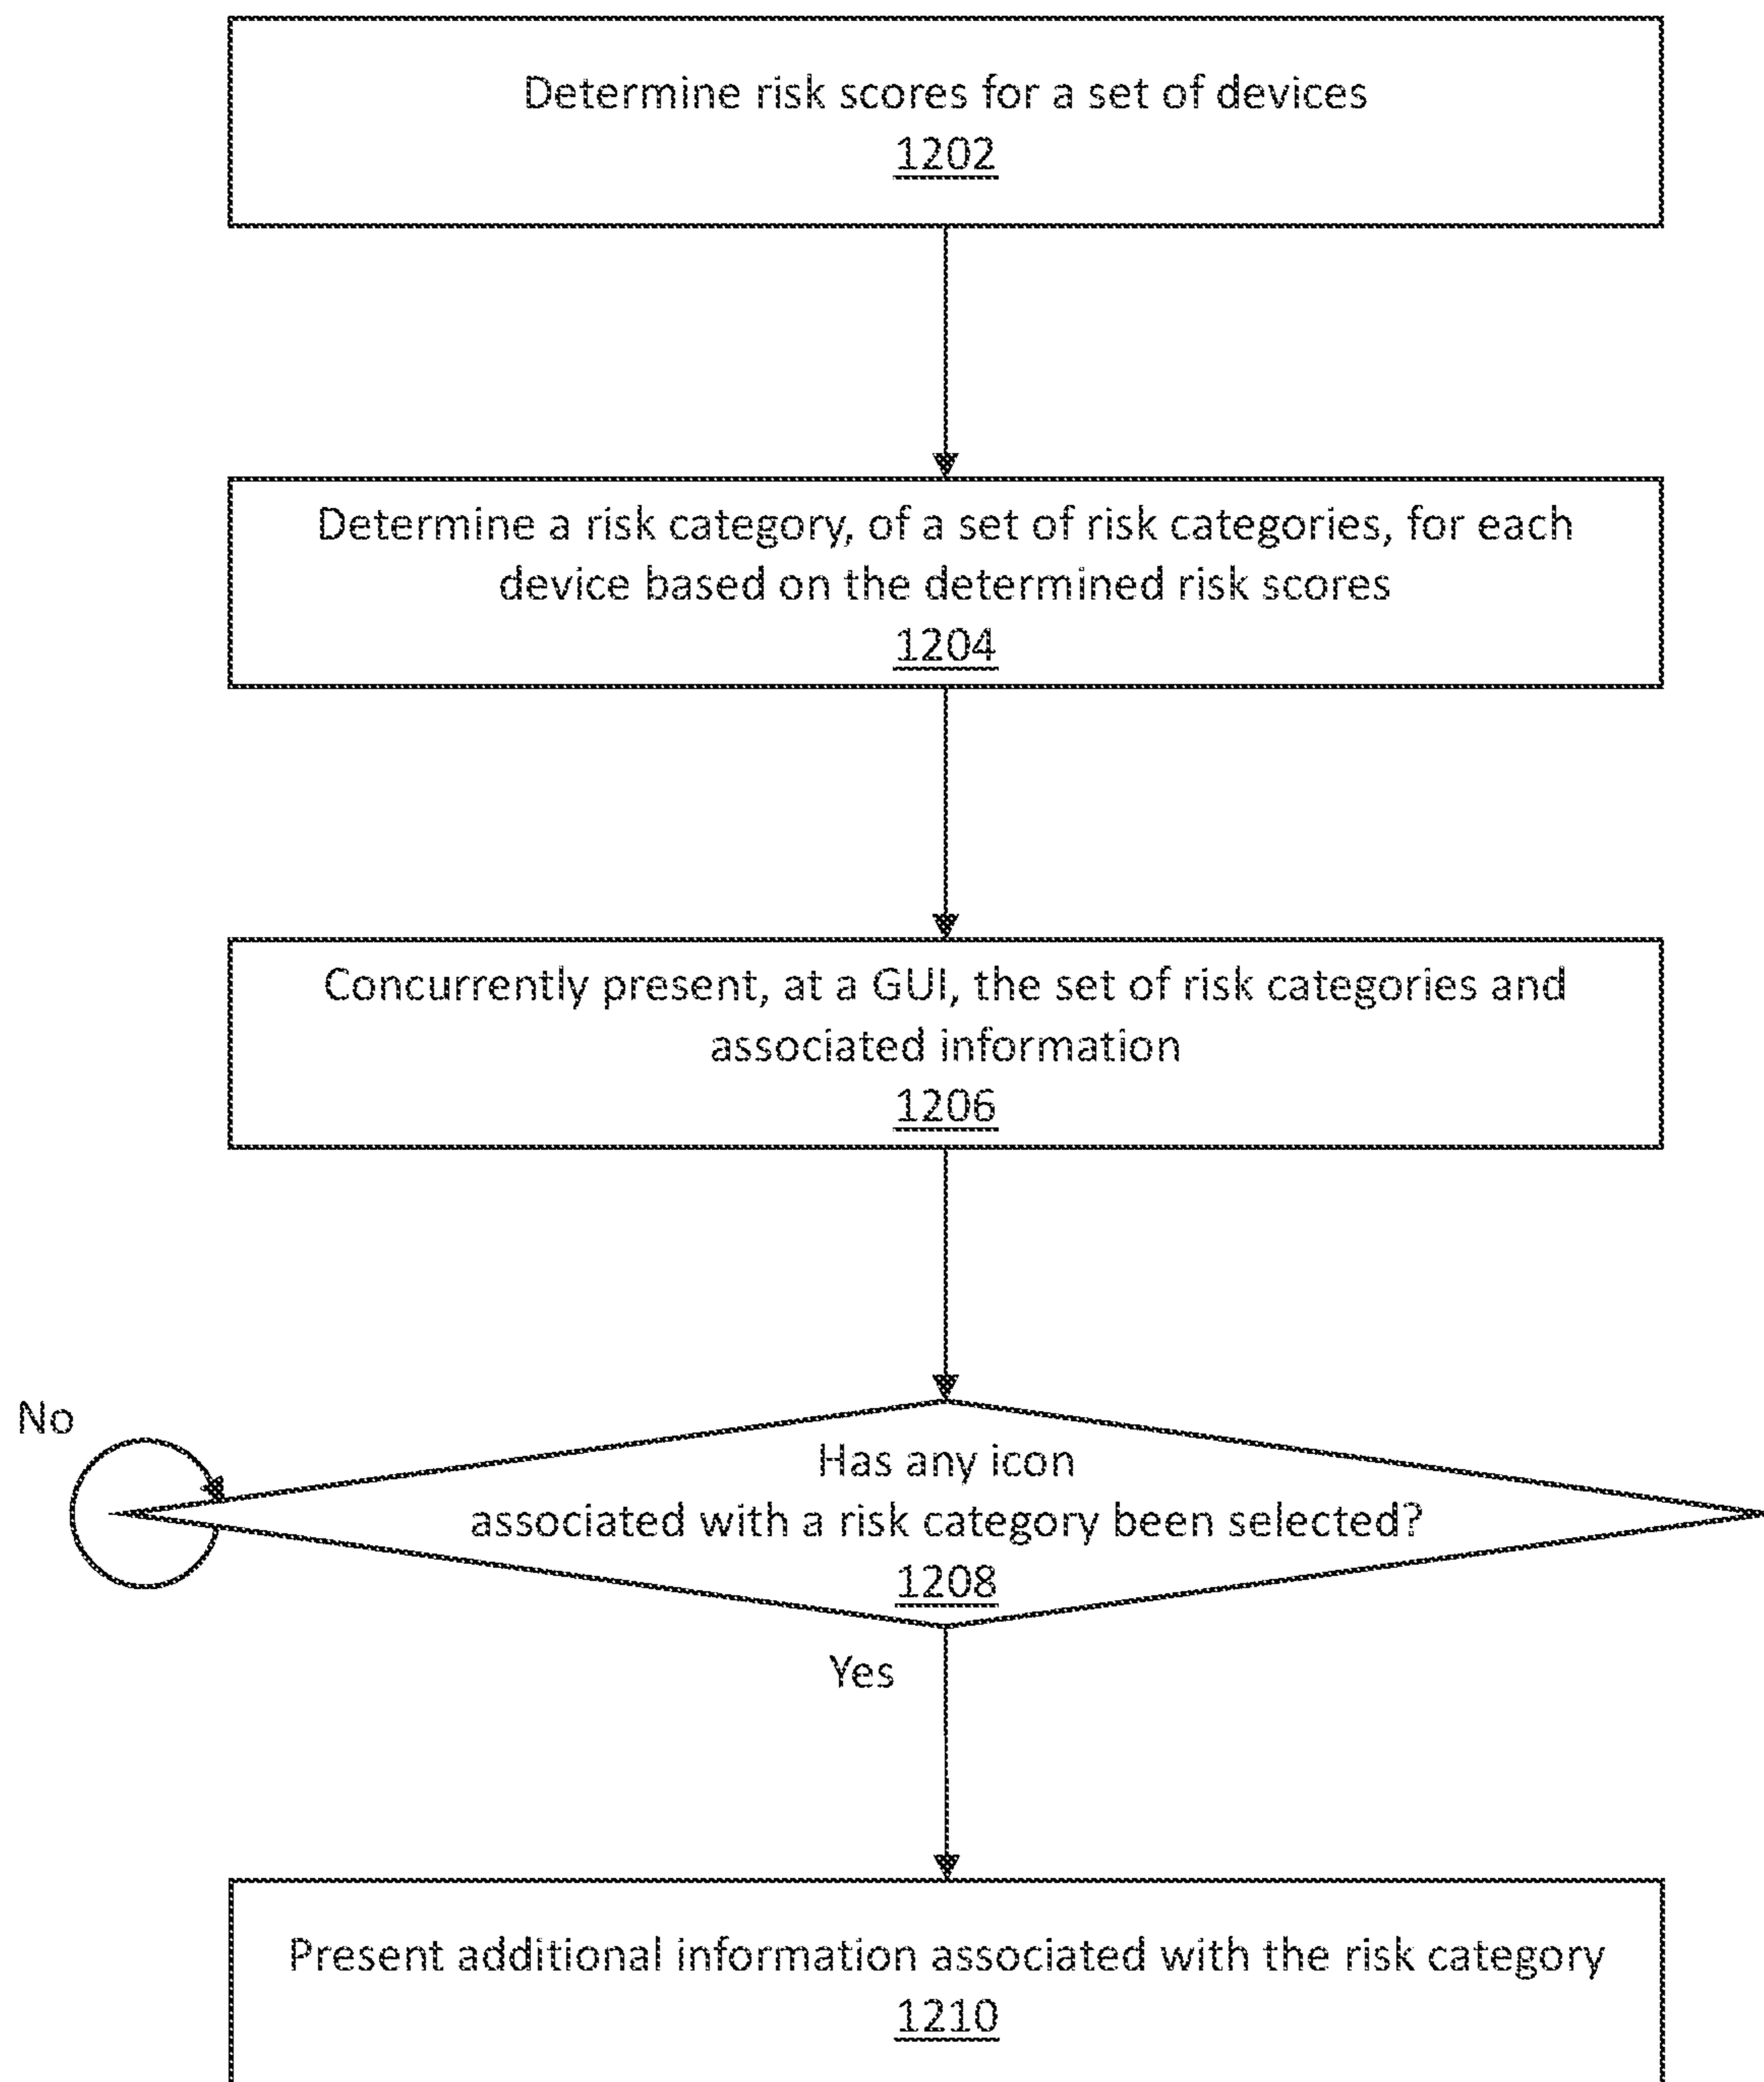 Determine risk scores for a set of devices
1202
Determine a risk category, of a set of risk categories, for each
device based on the determined risk scores
1204
Concurrently present, at a GUI, the set of risk categories and
associated information
1206
No
Has any icon
associated with a risk category been selected?
1208
Yes
Present additional information associated with the risk category
1210